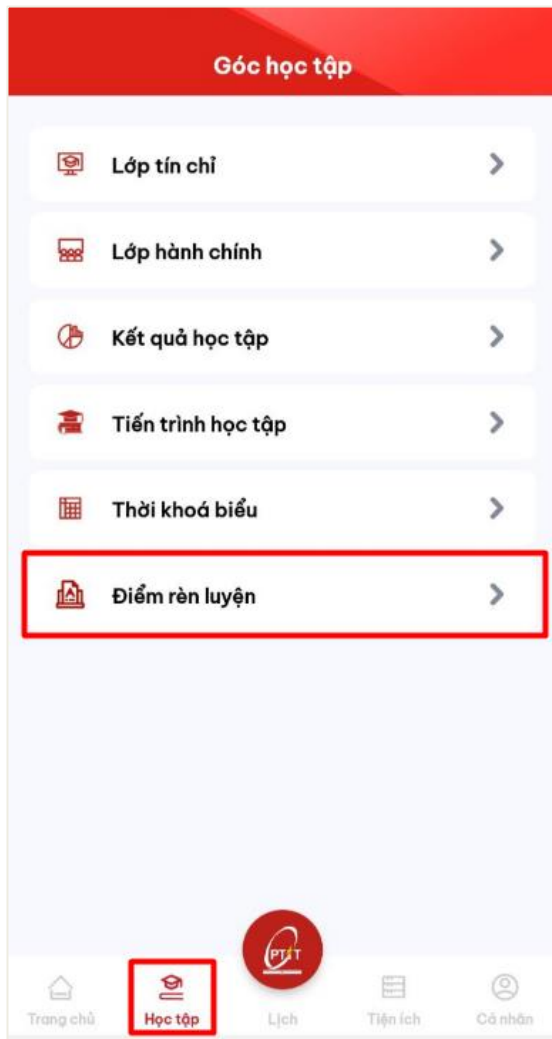 Góc học tập
Lớp tín chỉ
Lớp hành chính
Kết quả học tập
Tiến trình học tập
Thời khoá biểu
Điểm rèn luyện
PTIT
Trang chủ
Học tập
Lịch
Tiện ích
Cá nhân